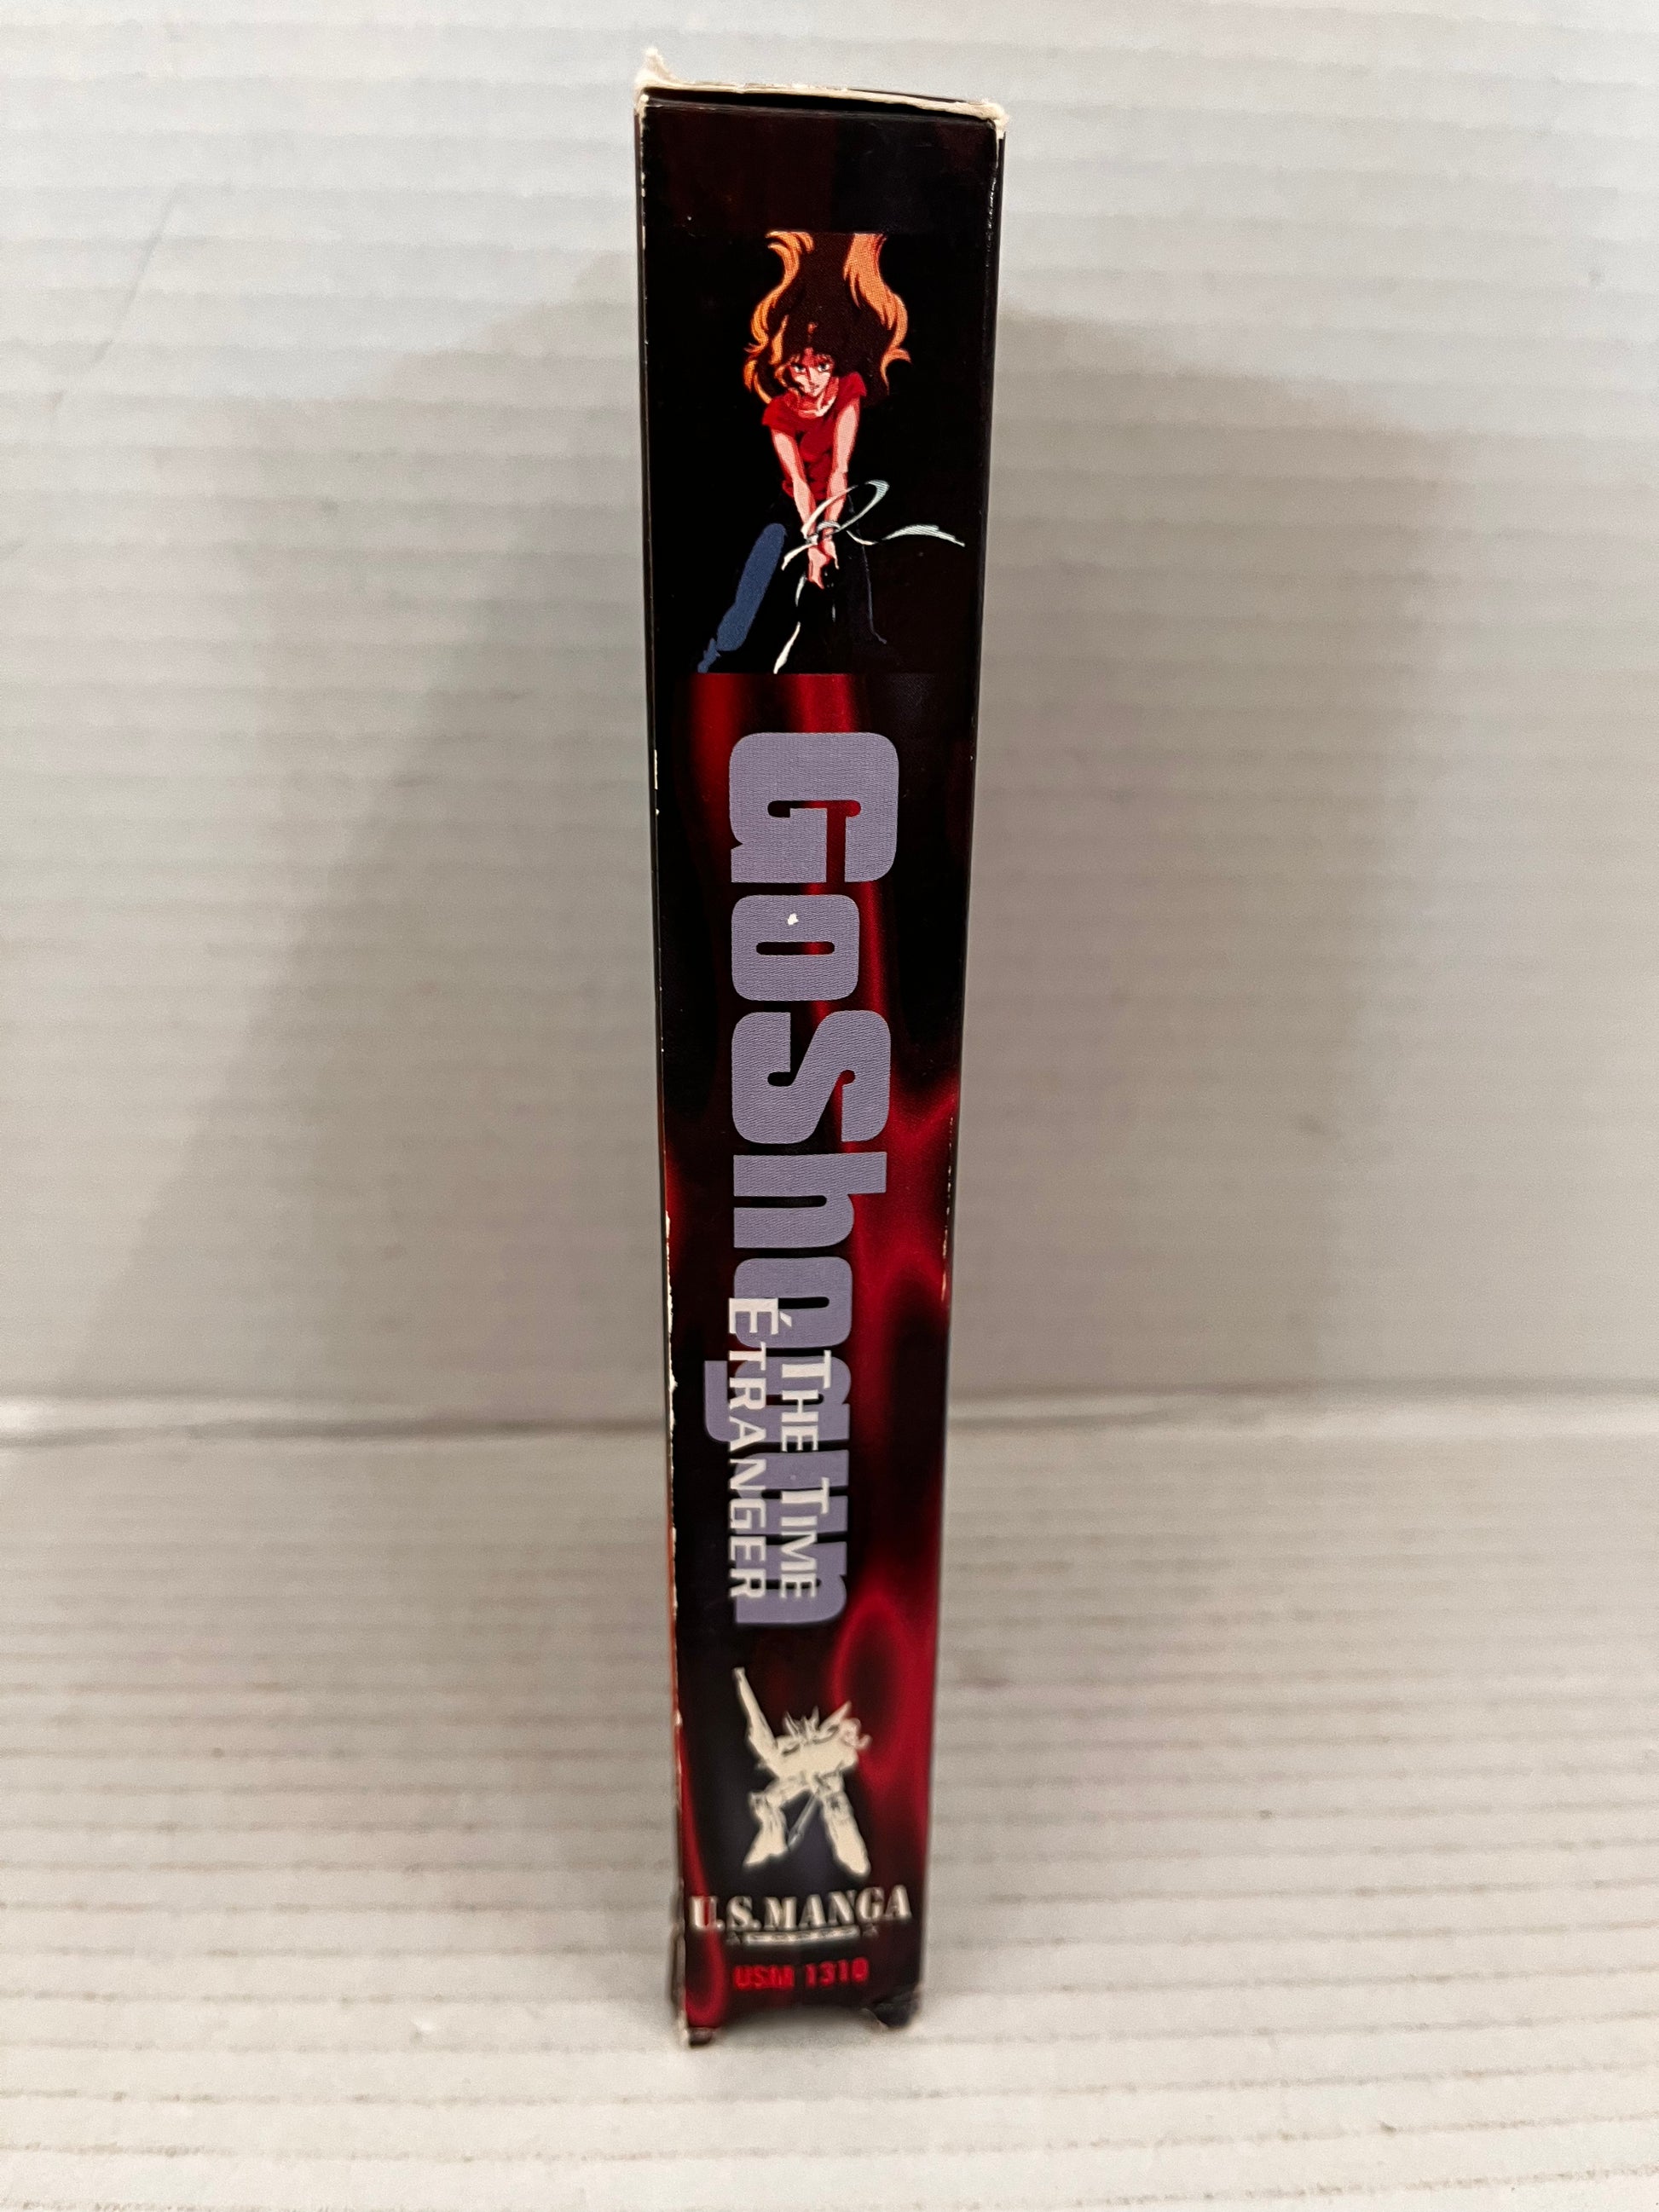 GoShogun
THE TIME
ÉTRANGER
U.S.MANGA
USM 1310